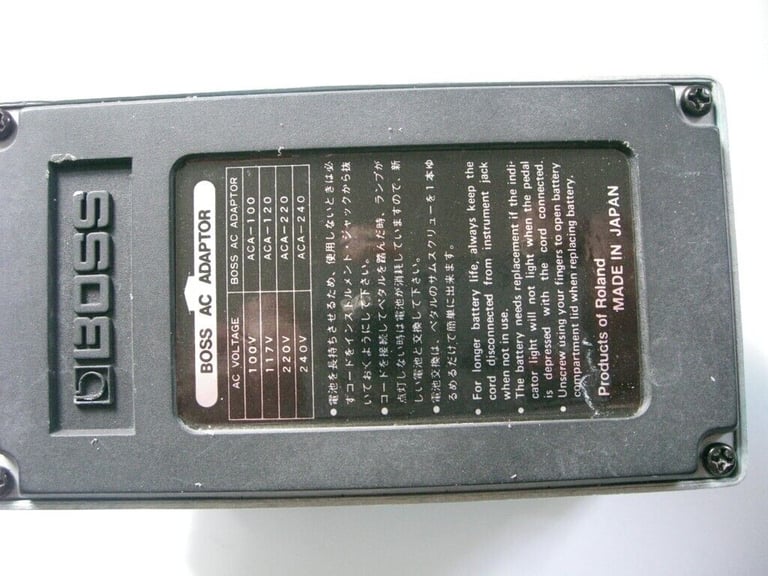 BOSS
BOSS AC ADAPTOR
AC VOLTAGE BOSS AC ADAPTOR
100V ACA-100
117V ACA-120
220V ACA-220
240V ACA-240
● 電池を長持ちさせるため、使用しないときは必
ずコードをインストルメント・ジャックから抜
いておくようにして下さい。
● コードを接続してペタルを踏んだ時、ランプが
点灯しない時は電池が消耗していますので、新
しい電池と交換して下さい。
● 電池交換は、ペタルのサムスクリューを1本ゆ
るめるだけで簡単に出来ます。
● For longer battery life, always keep the
cord disconnected from instrument jack
when not in use.
● The battery needs replacement if the indi-
cator light will not light when the pedal
is depressed with the cord connected.
● Unscrew using your fingers to open battery
compartment lid when replacing battery.
Products of Roland
MADE IN JAPAN